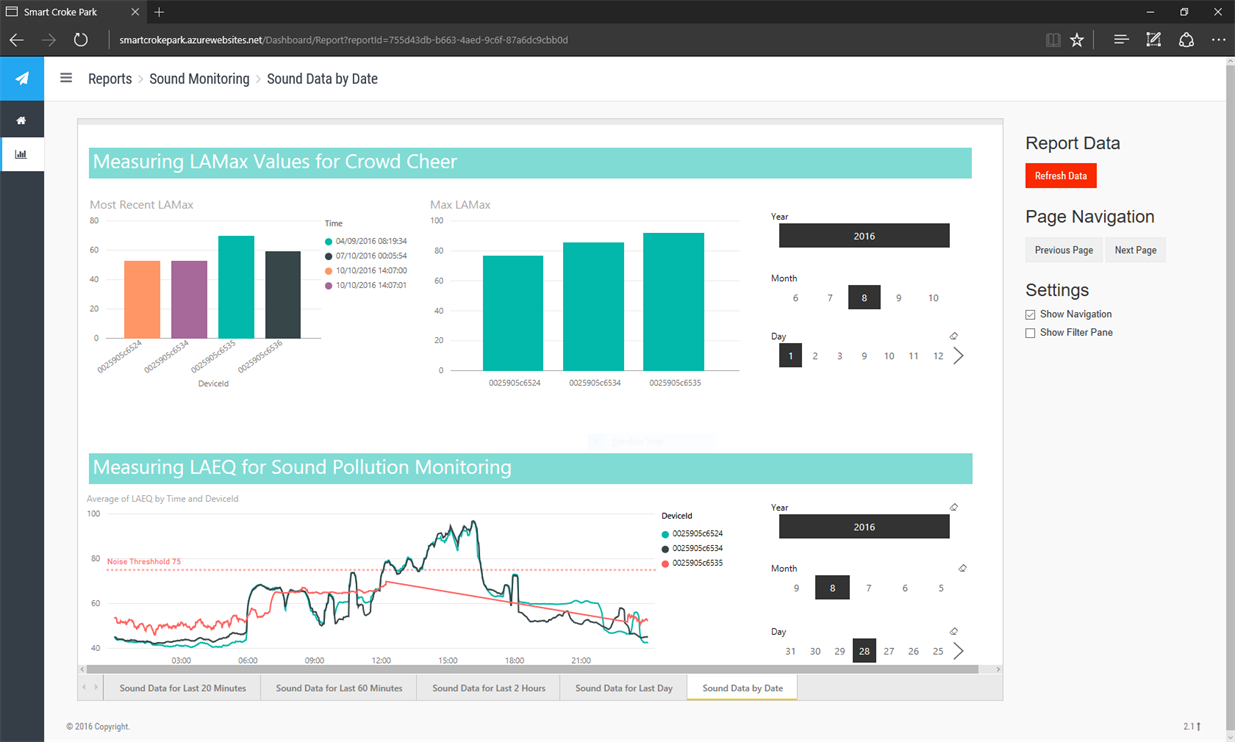 Smart Croke Park
smartcrokepark.azurewebsites.net/Dashboard/Report?reportId=755d43db-b663-4aed-9c6f-87a6dc9cbb0d
Reports > Sound Monitoring > Sound Data by Date
Measuring LAMax Values for Crowd Cheer
Most Recent LAMax
80
60
40
20
0
0025905c6524
0025905c6534
0025905c6535
0025905c6536
DeviceId
Time
04/09/2016 08:19:34
07/10/2016 00:05:54
10/10/2016 14:07:00
10/10/2016 14:07:01
Max LAMax
100
80
60
40
20
0
0025905c6524 0025905c6534 0025905c6535
Year
2016
Month
6 7 8 9 10
Day
1 2 3 9 10 11 12
Report Data
Refresh Data
Page Navigation
Previous Page Next Page
Settings
Show Navigation
Show Filter Pane
Measuring LAEQ for Sound Pollution Monitoring
Average of LAEQ by Time and DeviceId
100
80
60
40
Noise Threshhold 75
03:00 06:00 09:00 12:00 15:00 18:00 21:00
DeviceId
0025905c6524
0025905c6534
0025905c6535
Year
2016
Month
9 8 7 6 5
Day
31 30 29 28 27 26 25
Sound Data for Last 20 Minutes Sound Data for Last 60 Minutes Sound Data for Last 2 Hours Sound Data for Last Day Sound Data by Date
© 2016 Copyright.
2.1